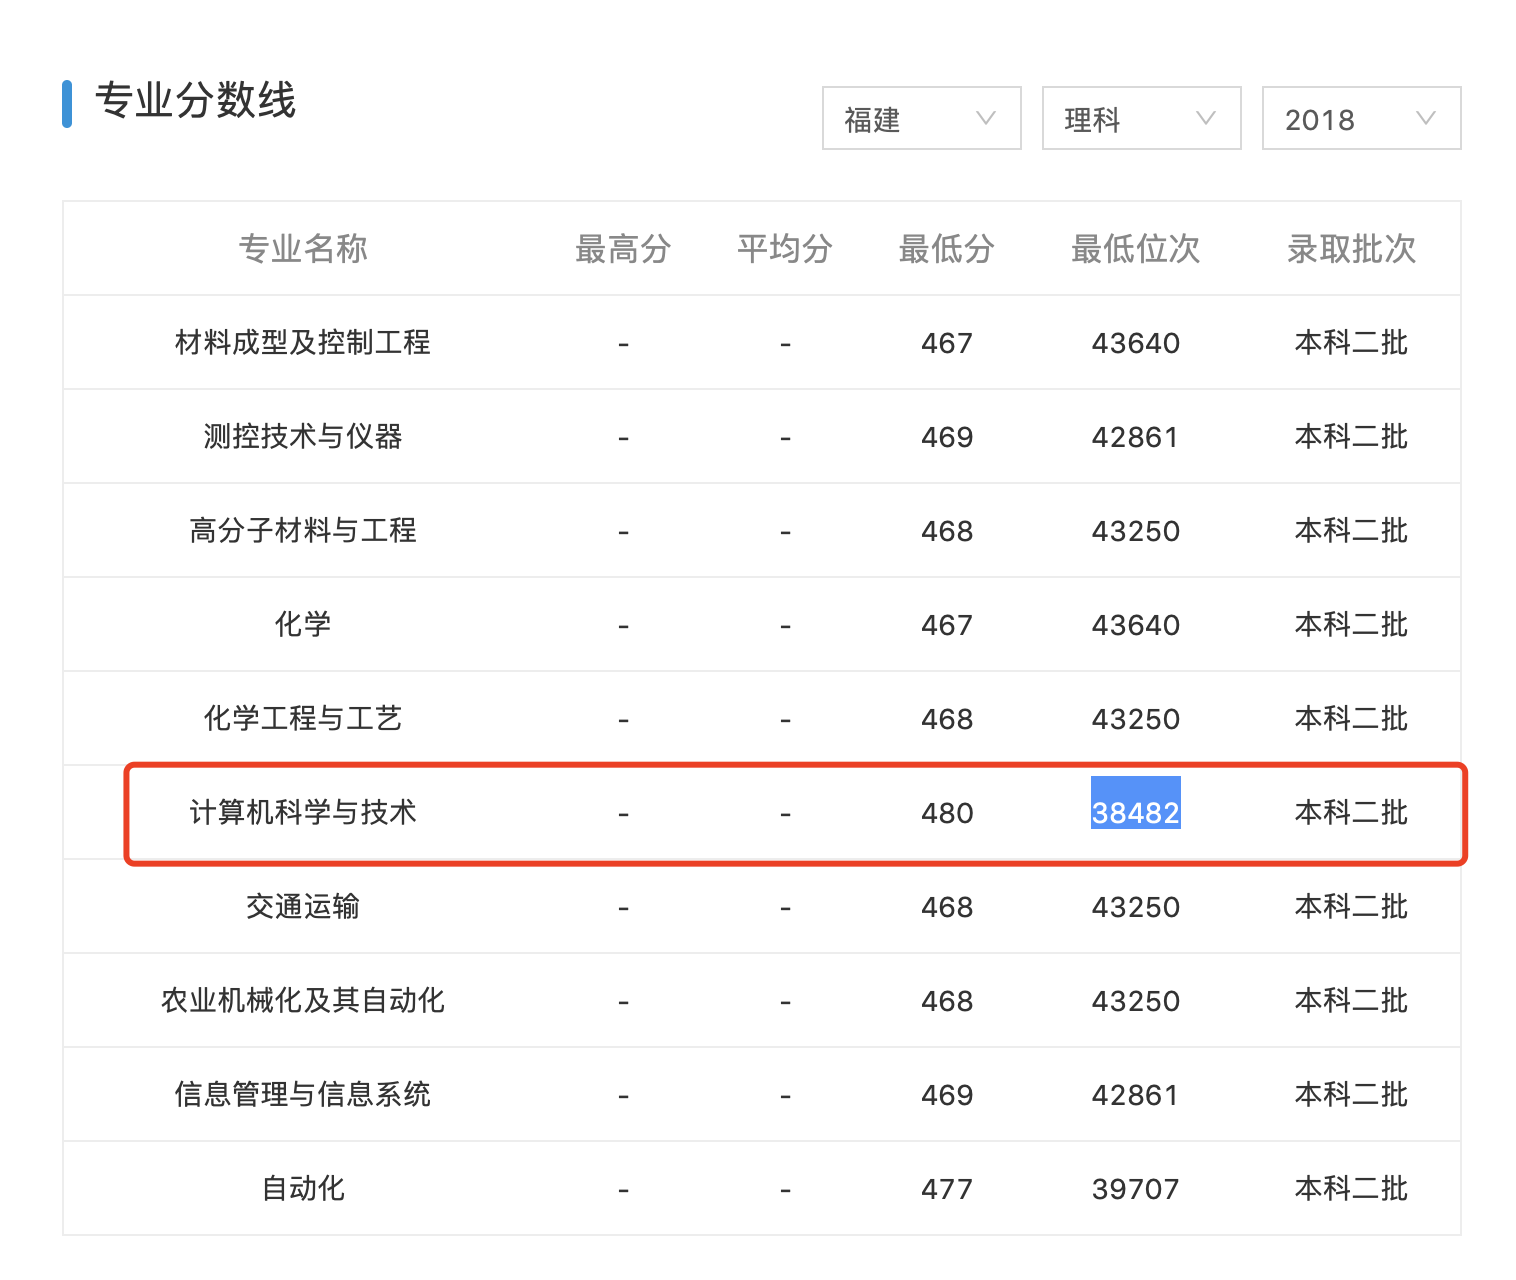 专业分数线
福建 理科 2018
专业名称 最高分 平均分 最低分 最低位次 录取批次
材料成型及控制工程 - - 467 43640 本科二批
测控技术与仪器 - - 469 42861 本科二批
高分子材料与工程 - - 468 43250 本科二批
化学 - - 467 43640 本科二批
化学工程与工艺 - - 468 43250 本科二批
计算机科学与技术 - - 480 38482 本科二批
交通运输 - - 468 43250 本科二批
农业机械化及其自动化 - - 468 43250 本科二批
信息管理与信息系统 - - 469 42861 本科二批
自动化 - - 477 39707 本科二批